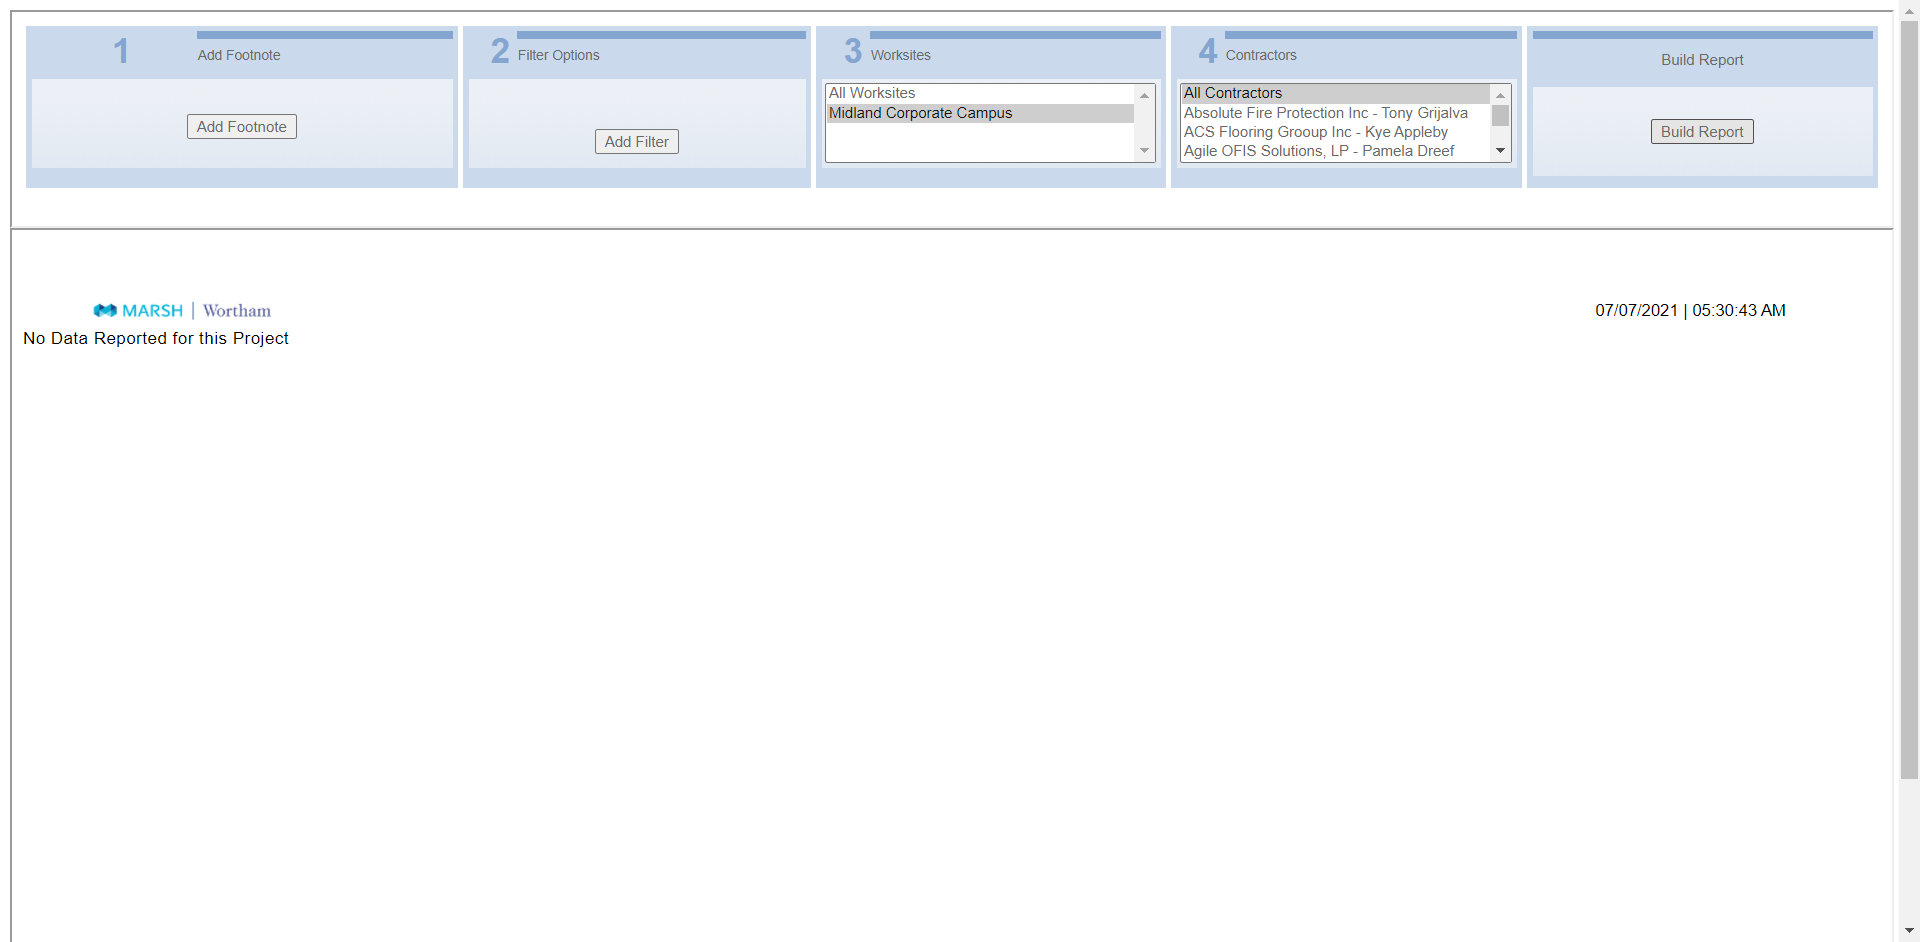 1 Add Footnote
Add Footnote
2 Filter Options
Add Filter
3 Worksites
All Worksites
Midland Corporate Campus
4 Contractors
All Contractors
Absolute Fire Protection Inc - Tony Grijalva
ACS Flooring Grooup Inc - Kye Appleby
Agile OFIS Solutions, LP - Pamela Dreef
Build Report
Build Report
MARSH | Wortham
07/07/2021 | 05:30:43 AM
No Data Reported for this Project